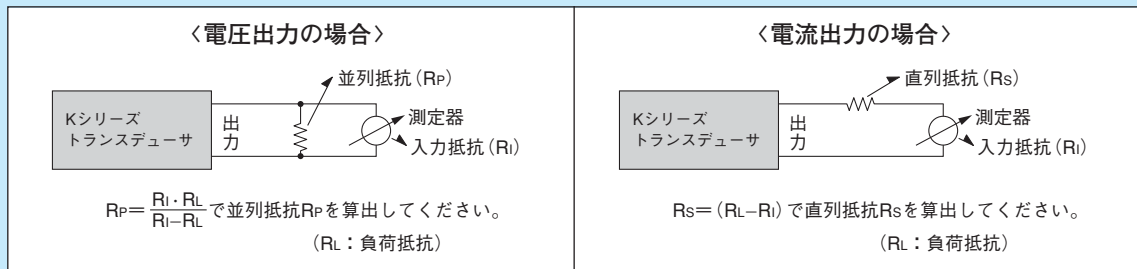 〈電圧出力の場合〉
並列抵抗(RP)
Kシリーズ
トランスデューサ
出力
測定器
入力抵抗(RI)
RP=RI・RL/RI−RLで並列抵抗RPを算出してください。
(RL:負荷抵抗)
〈電流出力の場合〉
直列抵抗(RS)
Kシリーズ
トランスデューサ
出力
測定器
入力抵抗(RI)
RS=(RL−RI)で直列抵抗RSを算出してください。
(RL:負荷抵抗)